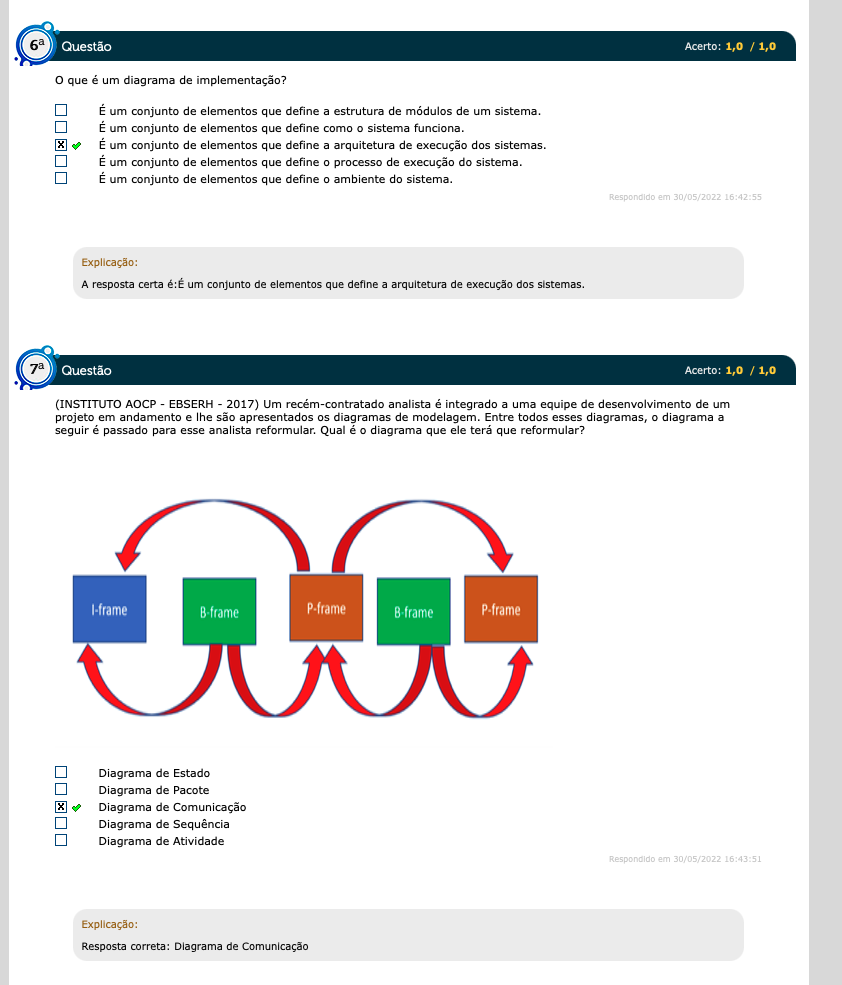 6ª Questão Acerto: 1,0 / 1,0
O que é um diagrama de implementação?
É um conjunto de elementos que define a estrutura de módulos de um sistema.
É um conjunto de elementos que define como o sistema funciona.
X É um conjunto de elementos que define a arquitetura de execução dos sistemas.
É um conjunto de elementos que define o processo de execução do sistema.
É um conjunto de elementos que define o ambiente do sistema.
Respondido em 30/05/2022 16:42:55
Explicação:
A resposta certa é:É um conjunto de elementos que define a arquitetura de execução dos sistemas.
7ª Questão Acerto: 1,0 / 1,0
(INSTITUTO AOCP - EBSERH - 2017) Um recém-contratado analista é integrado a uma equipe de desenvolvimento de um
projeto em andamento e lhe são apresentados os diagramas de modelagem. Entre todos esses diagramas, o diagrama a
seguir é passado para esse analista reformular. Qual é o diagrama que ele terá que reformular?
I-frame B-frame P-frame B-frame P-frame
Diagrama de Estado
Diagrama de Pacote
X Diagrama de Comunicação
Diagrama de Sequência
Diagrama de Atividade
Respondido em 30/05/2022 16:43:51
Explicação:
Resposta correta: Diagrama de Comunicação